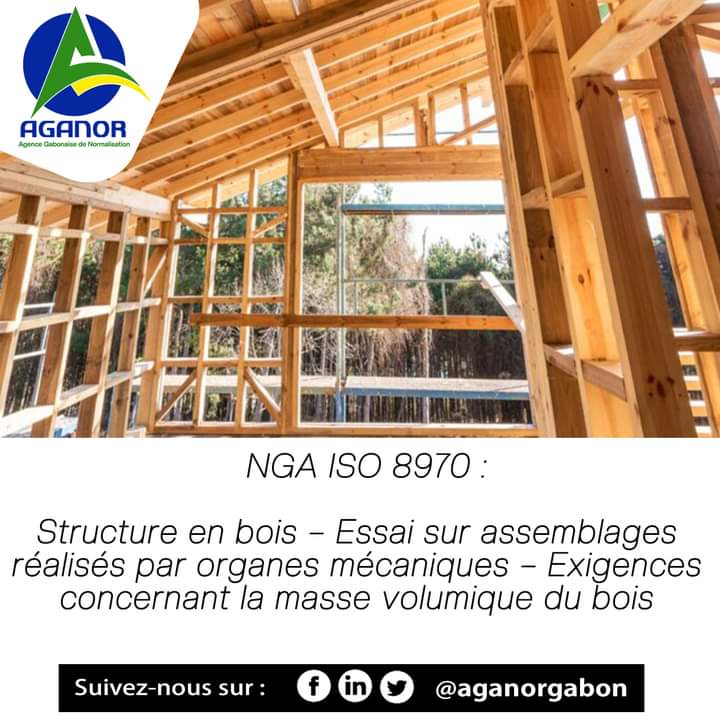 AGANOR
Agence Gabonaise de Normalisation
NGA ISO 8970 :
Structure en bois – Essai sur assemblages
réalisés par organes mécaniques – Exigences
concernant la masse volumique du bois
Suivez-nous sur : @aganorgabon